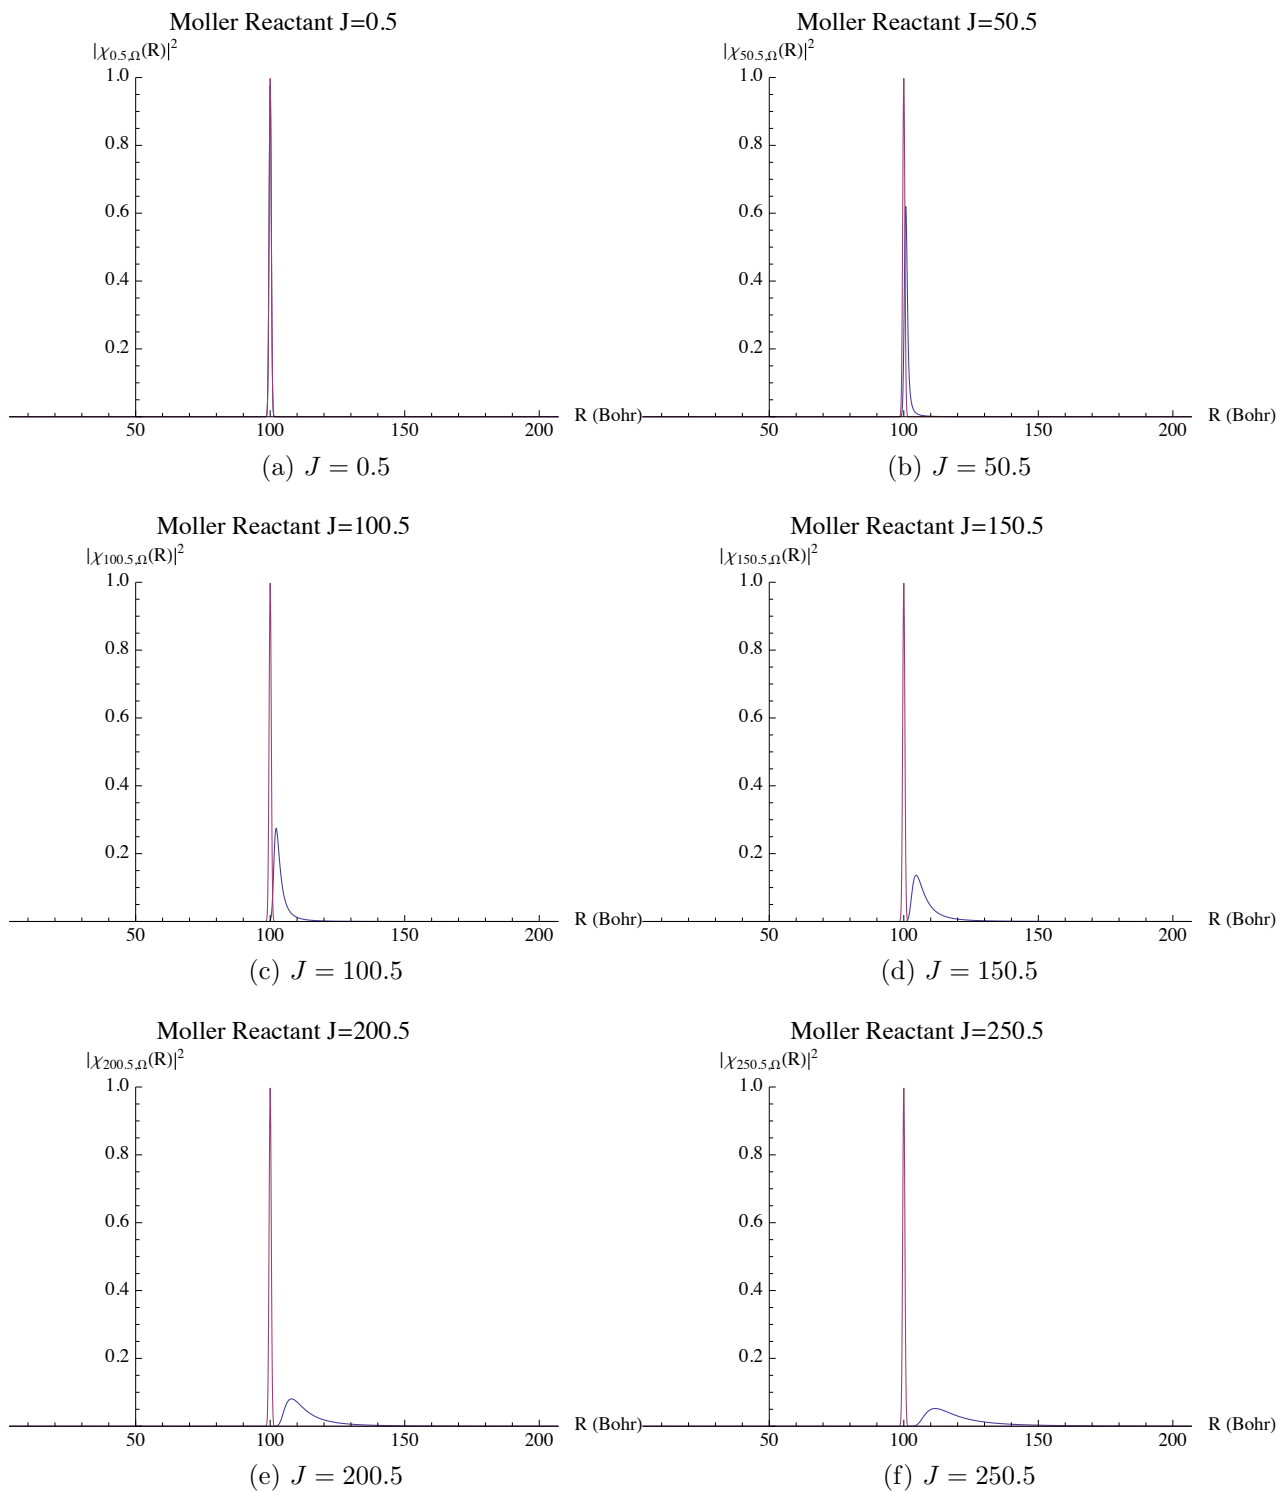 Moller Reactant J=0.5
|χ0.5,Ω(R)|²
1.0
0.8
0.6
0.4
0.2
50 100 150 200
R (Bohr)
(a) J = 0.5
Moller Reactant J=50.5
|χ50.5,Ω(R)|²
1.0
0.8
0.6
0.4
0.2
50 100 150 200
R (Bohr)
(b) J = 50.5
Moller Reactant J=100.5
|χ100.5,Ω(R)|²
1.0
0.8
0.6
0.4
0.2
50 100 150 200
R (Bohr)
(c) J = 100.5
Moller Reactant J=150.5
|χ150.5,Ω(R)|²
1.0
0.8
0.6
0.4
0.2
50 100 150 200
R (Bohr)
(d) J = 150.5
Moller Reactant J=200.5
|χ200.5,Ω(R)|²
1.0
0.8
0.6
0.4
0.2
50 100 150 200
R (Bohr)
(e) J = 200.5
Moller Reactant J=250.5
|χ250.5,Ω(R)|²
1.0
0.8
0.6
0.4
0.2
50 100 150 200
R (Bohr)
(f) J = 250.5